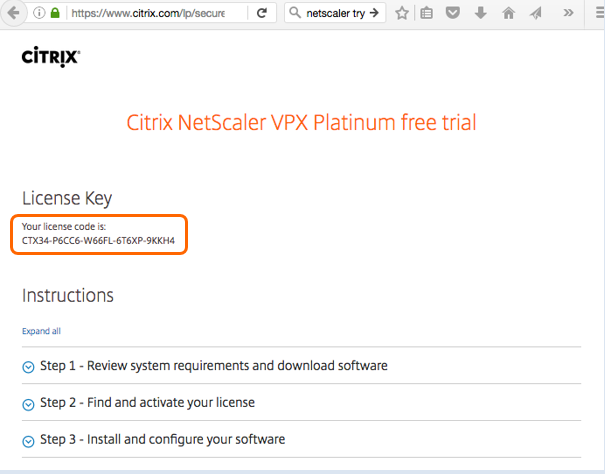 https://www.citrix.com/lp/secure
netscaler try
CİTRIX
Citrix NetScaler VPX Platinum free trial
License Key
Your license code is:
CTX34-P6CC6-W66FL-6T6XP-9KKH4
Instructions
Expand all
Step 1 - Review system requirements and download software
Step 2 - Find and activate your license
Step 3 - Install and configure your software